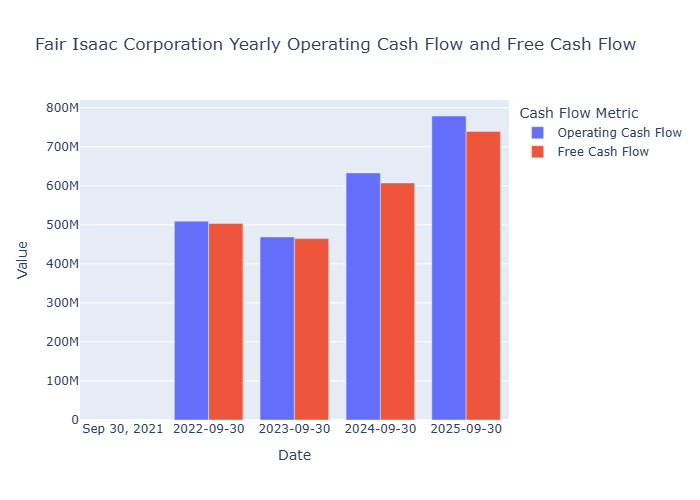 Fair Isaac Corporation Yearly Operating Cash Flow and Free Cash Flow
Cash Flow Metric
Operating Cash Flow
Free Cash Flow
Value
800M
700M
600M
500M
400M
300M
200M
100M
0
Sep 30, 2021
2022-09-30
2023-09-30
2024-09-30
2025-09-30
Date